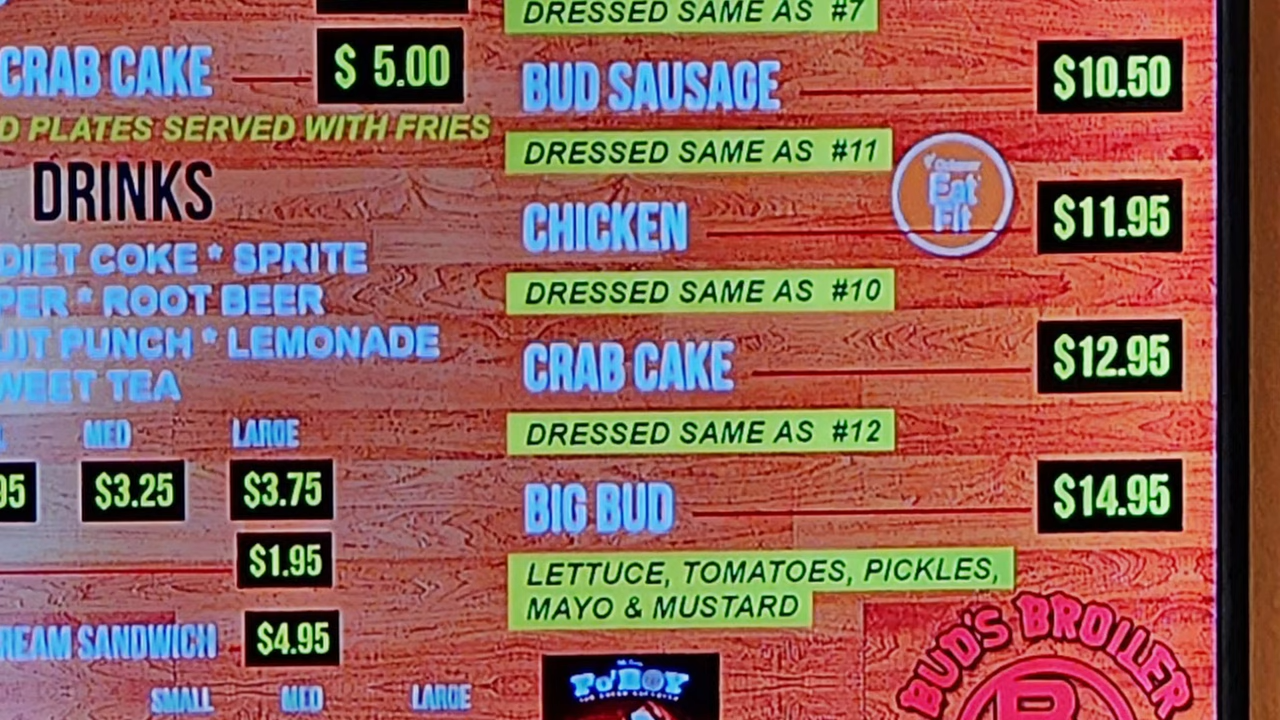 CRAB CAKE $ 5.00
D PLATES SERVED WITH FRIES
DRINKS
DIET COKE * SPRITE
PER * ROOT BEER
UIT PUNCH * LEMONADE
WEET TEA
MED LARGE
95 $3.25 $3.75
$1.95
REAM SANDWICH $4.95
SMALL MED LARGE
DRESSED SAME AS #7
BUD SAUSAGE $10.50
DRESSED SAME AS #11
Eat
Fit
CHICKEN $11.95
DRESSED SAME AS #10
CRAB CAKE $12.95
DRESSED SAME AS #12
BIG BUD $14.95
LETTUCE, TOMATOES, PICKLES,
MAYO & MUSTARD
PO'BOY
BUD'S BROILER
B